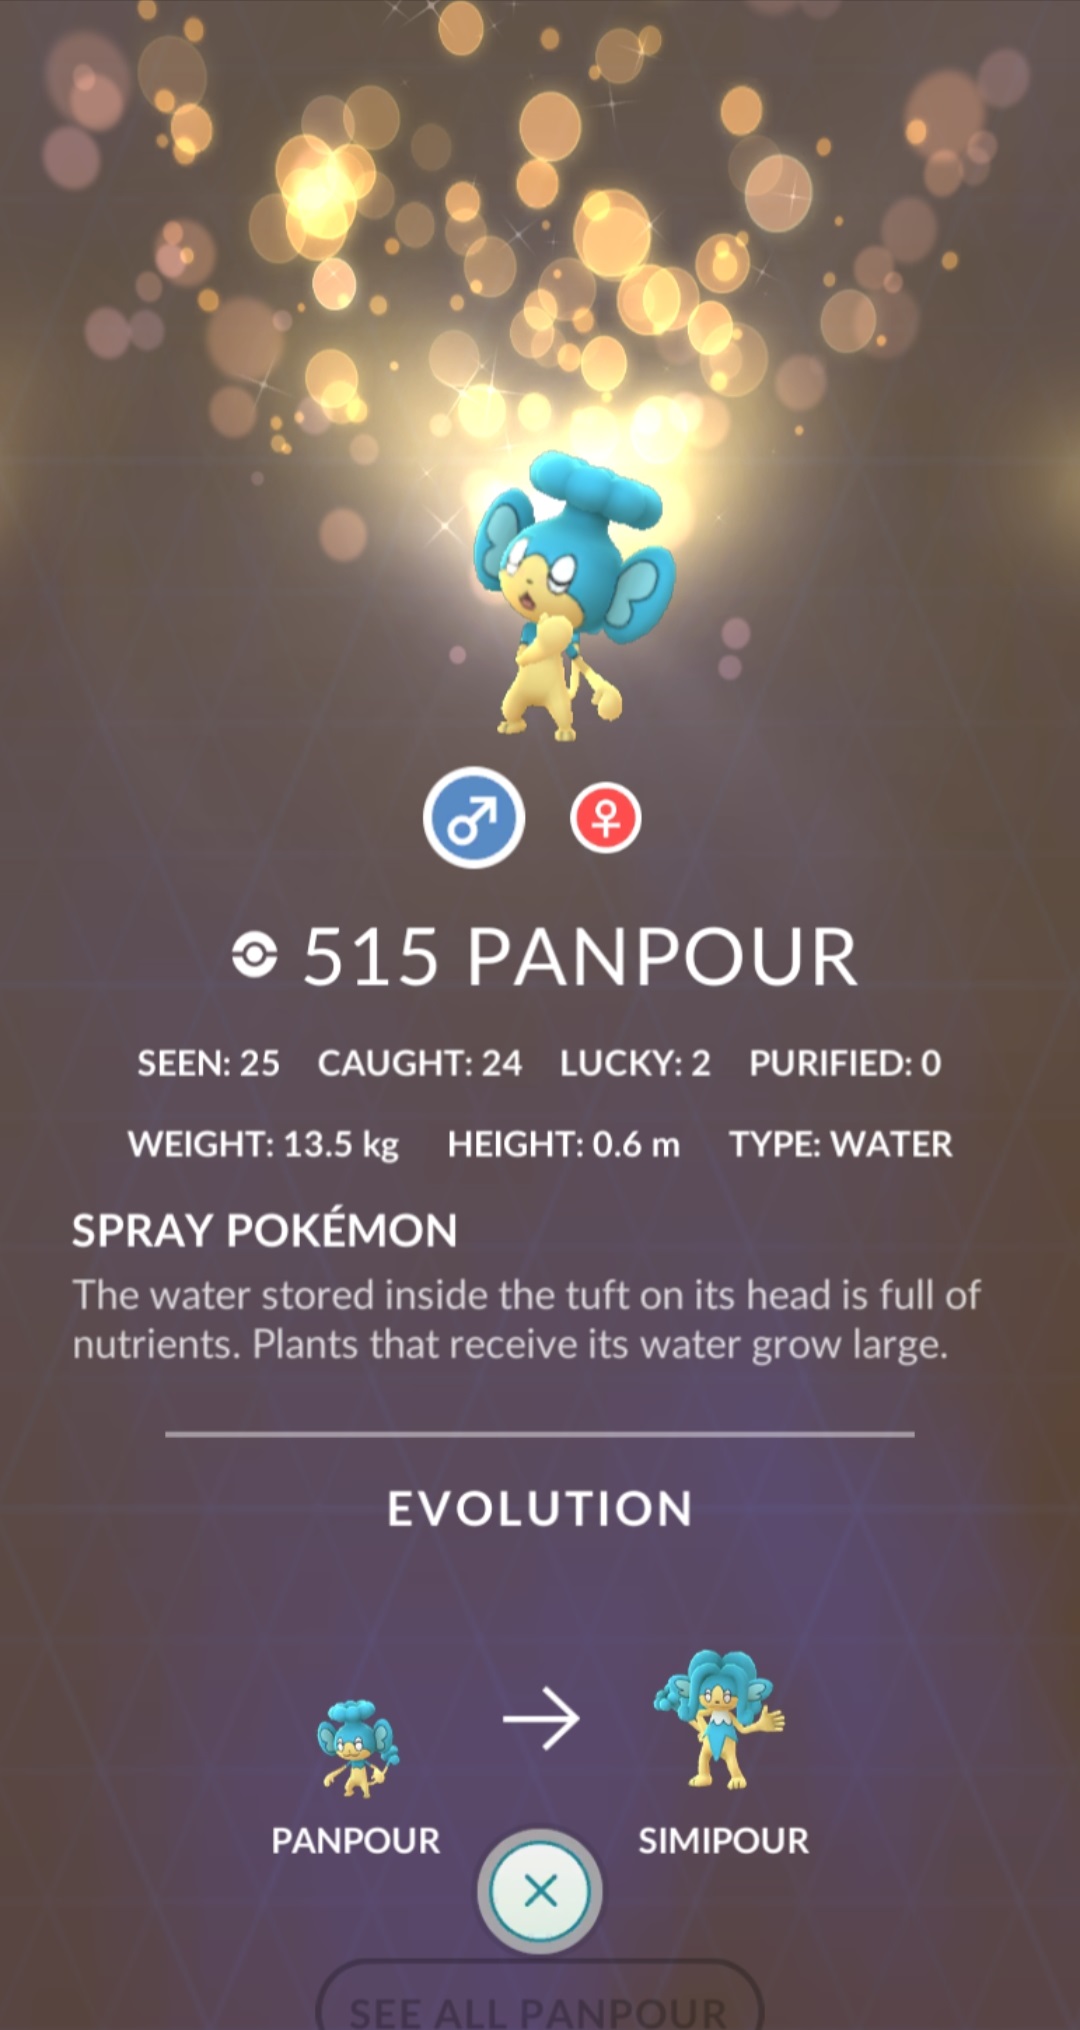 515 PANPOUR
SEEN: 25 CAUGHT: 24 LUCKY: 2 PURIFIED: 0
WEIGHT: 13.5 kg HEIGHT: 0.6 m TYPE: WATER
SPRAY POKÉMON
The water stored inside the tuft on its head is full of
nutrients. Plants that receive its water grow large.
EVOLUTION
PANPOUR SIMIPOUR
SEE ALL PANPOUR